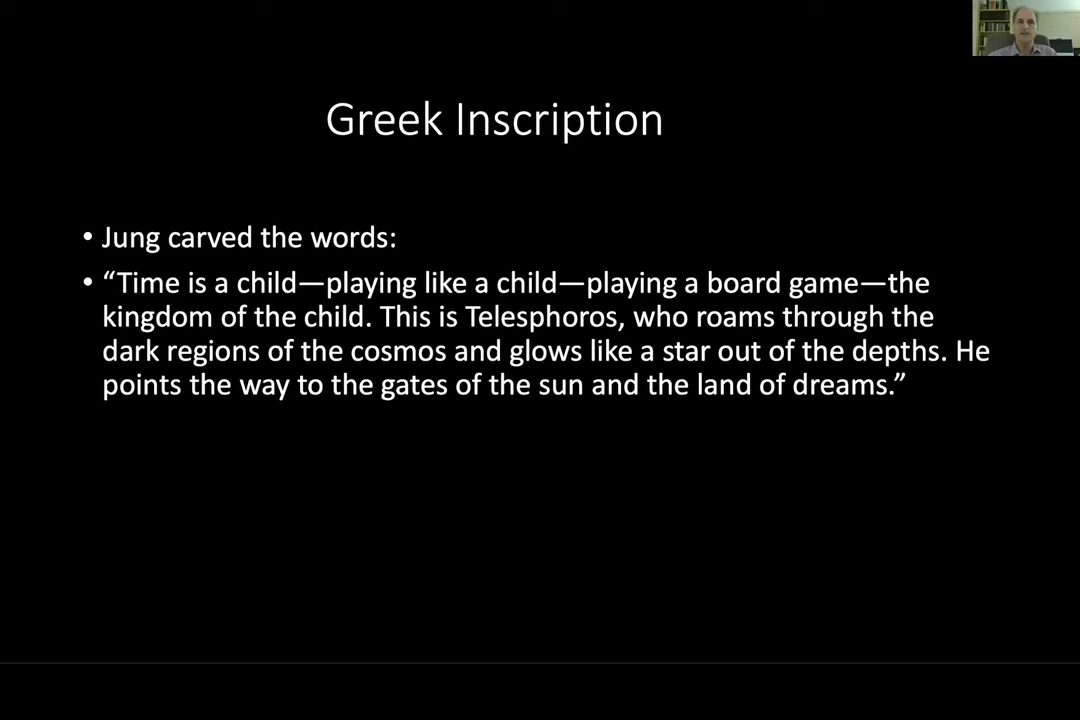 Greek Inscription
• Jung carved the words:
• “Time is a child—playing like a child—playing a board game—the
kingdom of the child. This is Telesphoros, who roams through the
dark regions of the cosmos and glows like a star out of the depths. He
points the way to the gates of the sun and the land of dreams.”